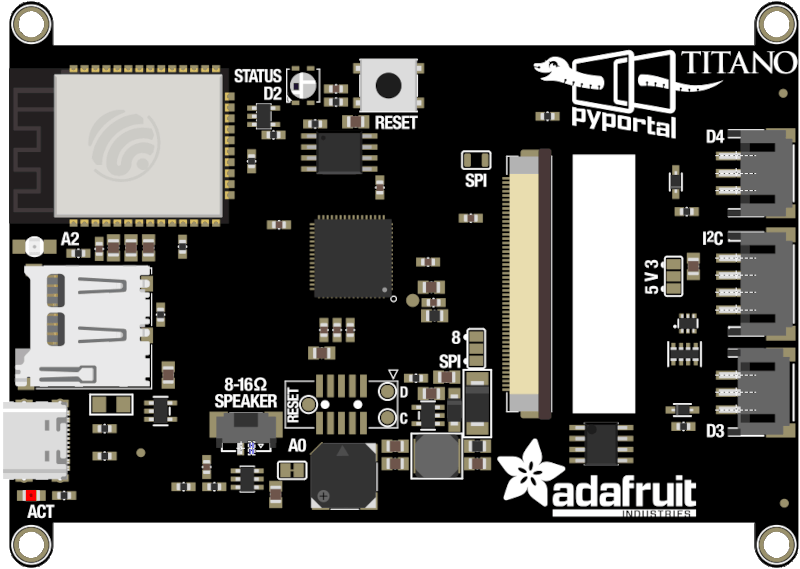 STATUS
D2
RESET
TITANO
pyportal
D4
SPI
A2
I²C
5 V 3
8
SPI
8-16Ω
SPEAKER
RESET
D
C
A0
D3
ACT
adafruit
INDUSTRIES